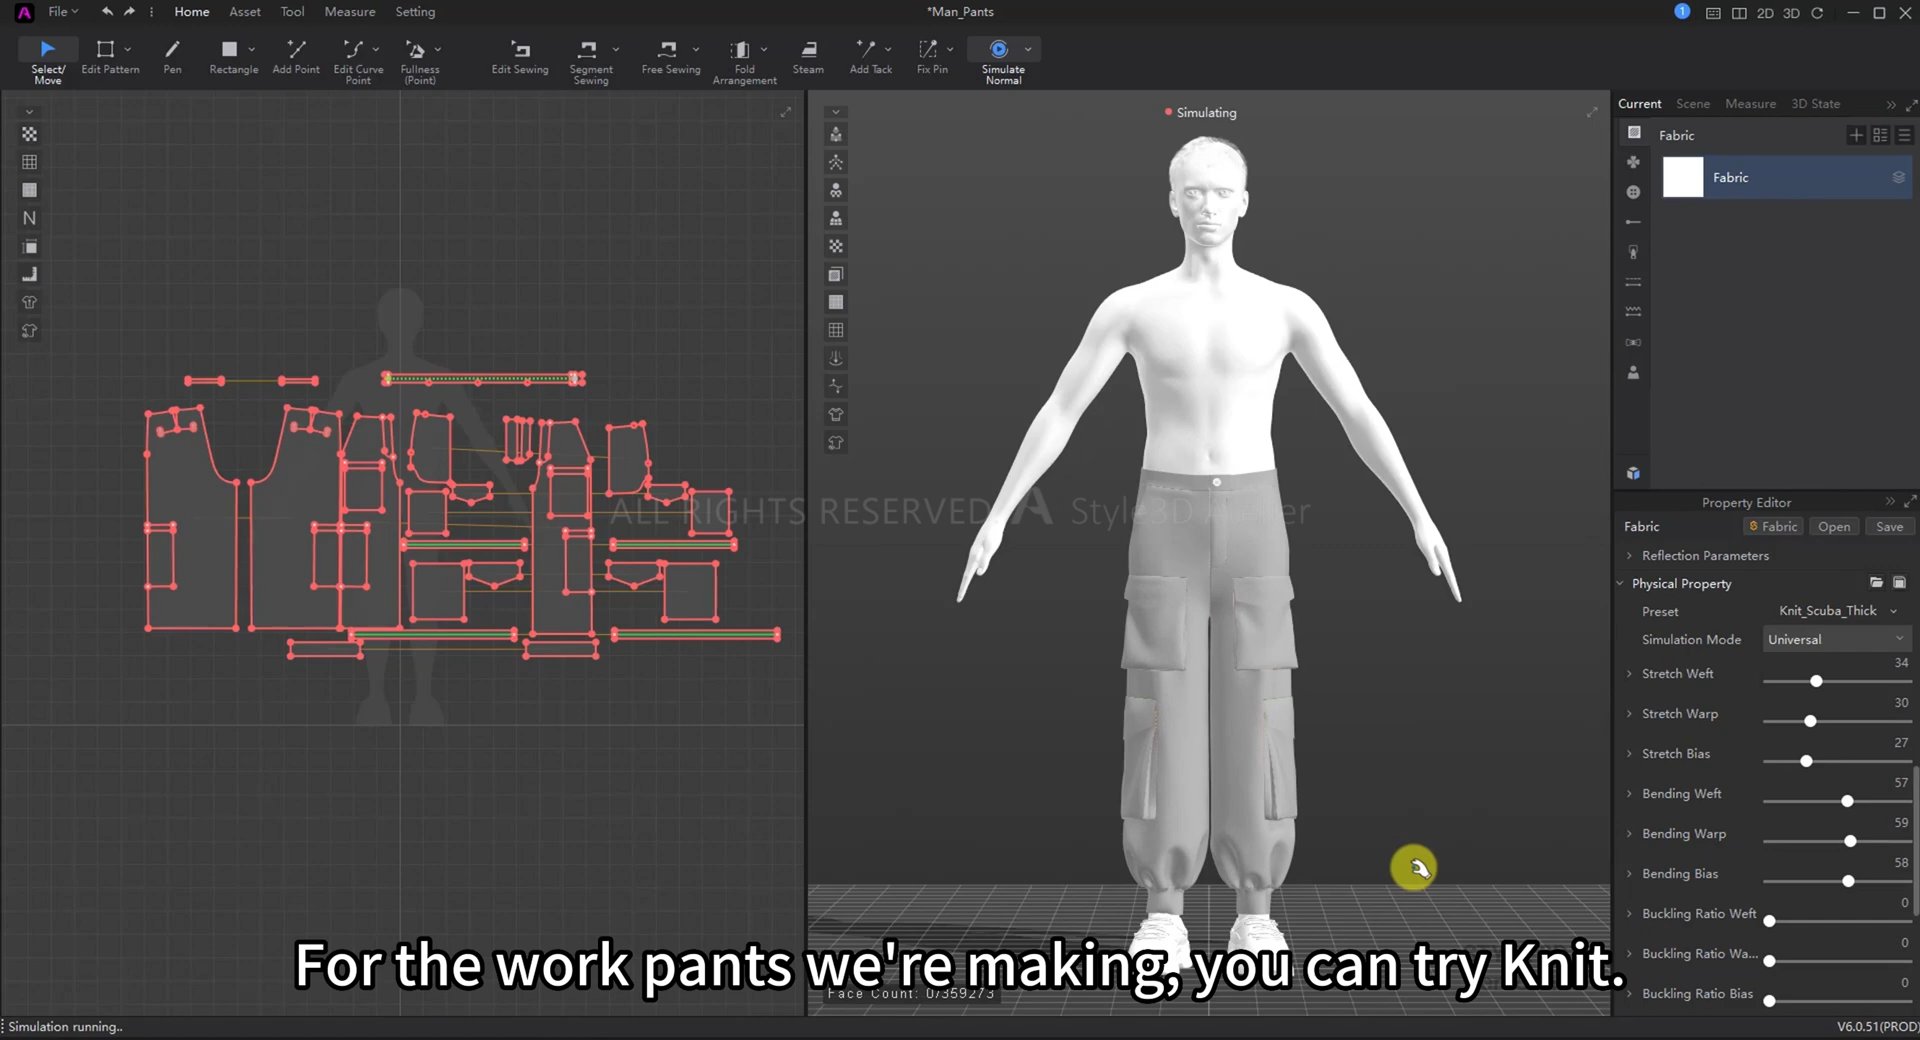 File
Home
Asset
Tool
Measure
Setting
*Man_Pants
1
2D
3D
Select/
Move
Edit Pattern
Pen
Rectangle
Add Point
Edit Curve
Point
Fullness
(Point)
Edit Sewing
Segment
Sewing
Free Sewing
Fold
Arrangement
Steam
Add Tack
Fix Pin
Simulate
Normal
Simulating
Current
Scene
Measure
3D State
Fabric
Fabric
ALL RIGHTS RESERVED
Property Editor
Fabric
Fabric
Open
Save
Reflection Parameters
Physical Property
Preset
Knit_Scuba_Thick
Simulation Mode
Universal
Stretch Weft
34
Stretch Warp
30
Stretch Bias
27
Bending Weft
57
Bending Warp
59
Bending Bias
58
Buckling Ratio Weft
0
Buckling Ratio Wa...
0
Buckling Ratio Bias
0
For the work pants we're making, you can try Knit.
Face Count: 0/359273
Simulation running..
V6.0.51(PROD)